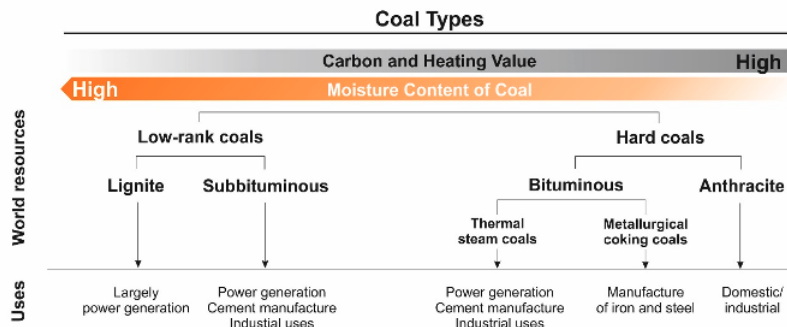 Coal Types
Carbon and Heating Value
High
High
Moisture Content of Coal
World resources
Low-rank coals
Hard coals
Lignite
Subbituminous
Bituminous
Anthracite
Thermal
steam coals
Metallurgical
coking coals
Uses
Largely
power generation
Power generation
Cement manufacture
Industial uses
Power generation
Cement manufacture
Industrial uses
Manufacture
of iron and steel
Domestic/
industrial